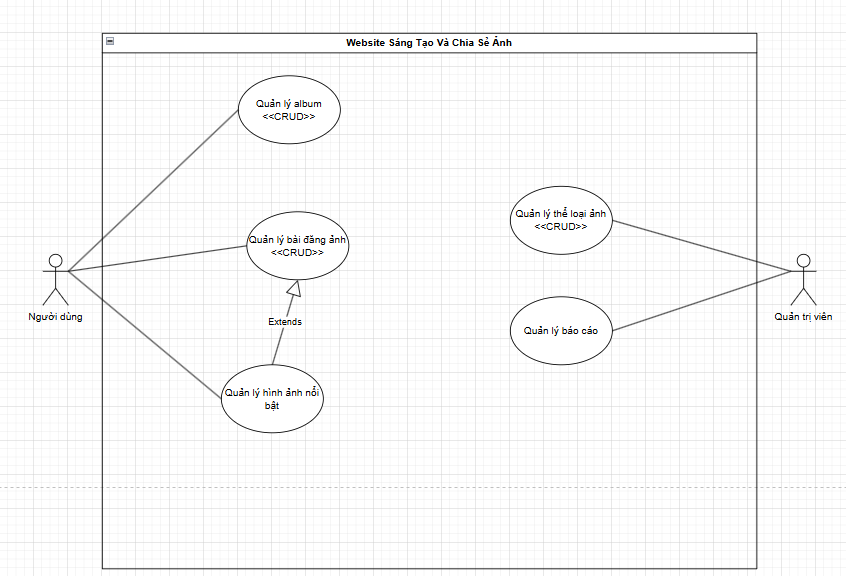 Website Sáng Tạo Và Chia Sẻ Ảnh
Quản lý album
<<CRUD>>
Quản lý bài đăng ảnh
<<CRUD>>
Extends
Quản lý hình ảnh nổi
bật
Người dùng
Quản lý thể loại ảnh
<<CRUD>>
Quản lý báo cáo
Quản trị viên